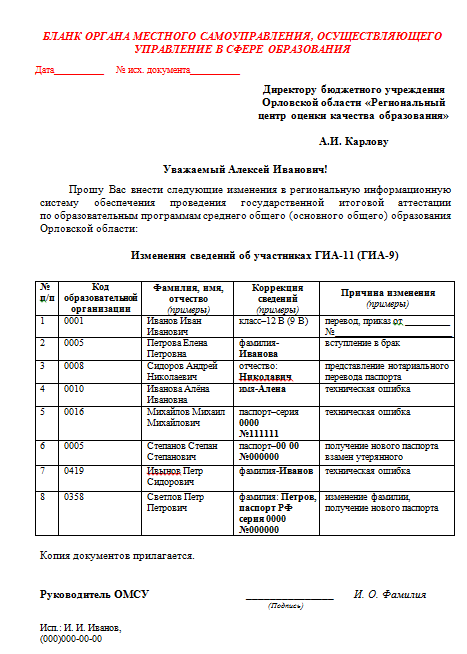 БЛАНК ОРГАНА МЕСТНОГО САМОУПРАВЛЕНИЯ, ОСУЩЕСТВЛЯЮЩЕГО
УПРАВЛЕНИЕ В СФЕРЕ ОБРАЗОВАНИЯ
Дата__________ № исх. документа__________
Директору бюджетного учреждения
Орловской области «Региональный
центр оценки качества образования»
А.И. Карлову
Уважаемый Алексей Иванович!
Прошу Вас внести следующие изменения в региональную информационную
систему обеспечения проведения государственной итоговой аттестации
по образовательным программам среднего общего (основного общего) образования
Орловской области:
Изменения сведений об участниках ГИА-11 (ГИА-9)
№ п/п Код образовательной организации Фамилия, имя, отчество (примеры) Коррекция сведений (примеры) Причина изменения (примеры)
1 0001 Иванов Иван Иванович класс–12 В (9 В) перевод, приказ от __________ №__________
2 0005 Петрова Елена Петровна фамилия-Иванова вступление в брак
3 0008 Сидоров Андрей Николаевич отчество: Николавич представление нотариального перевода паспорта
4 0010 Иванова Алёна Ивановна имя-Алена техническая ошибка
5 0016 Михайлов Михаил Михайлович паспорт–серия 0000 №111111 техническая ошибка
6 0005 Степанов Степан Степанович паспорт–00 00 №000000 получение нового паспорта взамен утерянного
7 0419 Ивынов Петр Сидорович фамилия-Иванов техническая ошибка
8 0358 Светлов Петр Петрович фамилия: Петров, паспорт РФ серия 0000 №000000 изменение фамилии, получение нового паспорта
Копия документов прилагается.
Руководитель ОМСУ _______________ И. О. Фамилия
(Подпись)
Исп.: И. И. Иванов,
(000)000-00-00